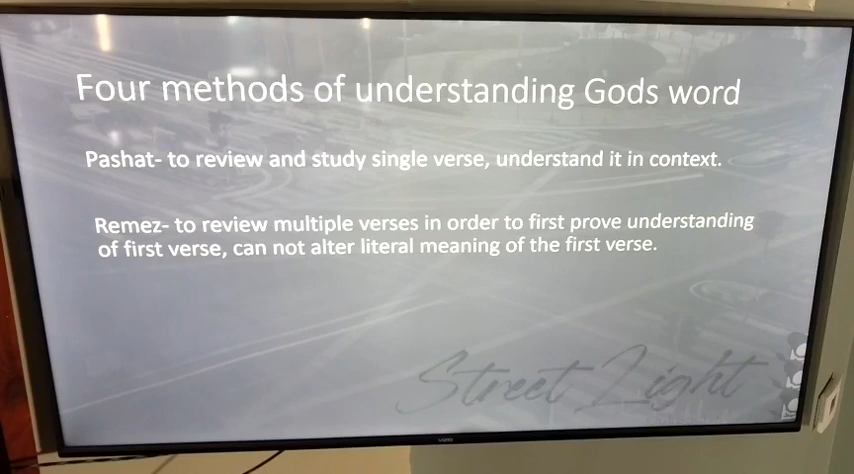 Four methods of understanding Gods word
Pashat- to review and study single verse, understand it in context.
Remez- to review multiple verses in order to first prove understanding
of first verse, can not alter literal meaning of the first verse.
Street Light
VIZIO